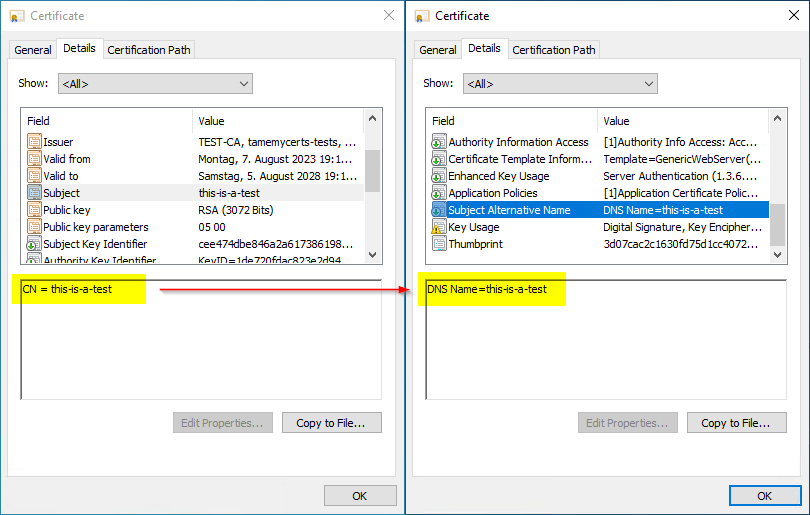 Certificate
General Details Certification Path
Show: <All>
Field Value
Issuer TEST-CA, tamemycerts-tests, ...
Valid from Montag, 7. August 2023 19:1...
Valid to Samstag, 5. August 2028 19:1...
Subject this-is-a-test
Public key RSA (3072 Bits)
Public key parameters 05 00
Subject Key Identifier cee474dbe846a2a617386198...
Authority Key Identifier KeyID=1de720fdac823e2d94
CN = this-is-a-test
Edit Properties... Copy to File...
OK
Certificate
General Details Certification Path
Show: <All>
Field Value
Authority Information Access [1]Authority Info Access: Acc...
Certificate Template Inform... Template=GenericWebServer(...
Enhanced Key Usage Server Authentication (1.3.6....
Application Policies [1]Application Certificate Polic...
Subject Alternative Name DNS Name=this-is-a-test
Key Usage Digital Signature, Key Encipher...
Thumbprint 3d07cac2c1630fd75d1cc4072...
DNS Name=this-is-a-test
Edit Properties... Copy to File...
OK